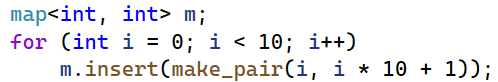 map<int, int> m;
for (int i = 0; i < 10; i++)
    m.insert(make_pair(i, i * 10 + 1));